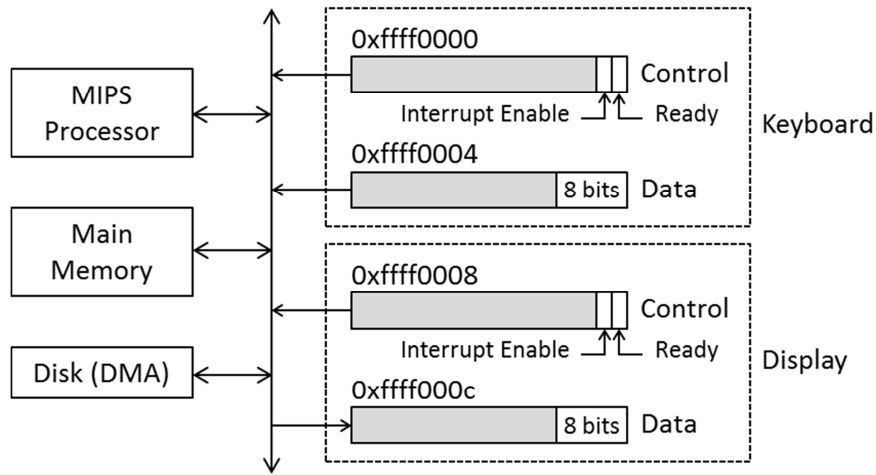 MIPS
Processor
Main
Memory
Disk (DMA)
0xffff0000
Control
Interrupt Enable
Ready
0xffff0004
8 bits
Data
Keyboard
0xffff0008
Control
Interrupt Enable
Ready
0xffff000c
8 bits
Data
Display